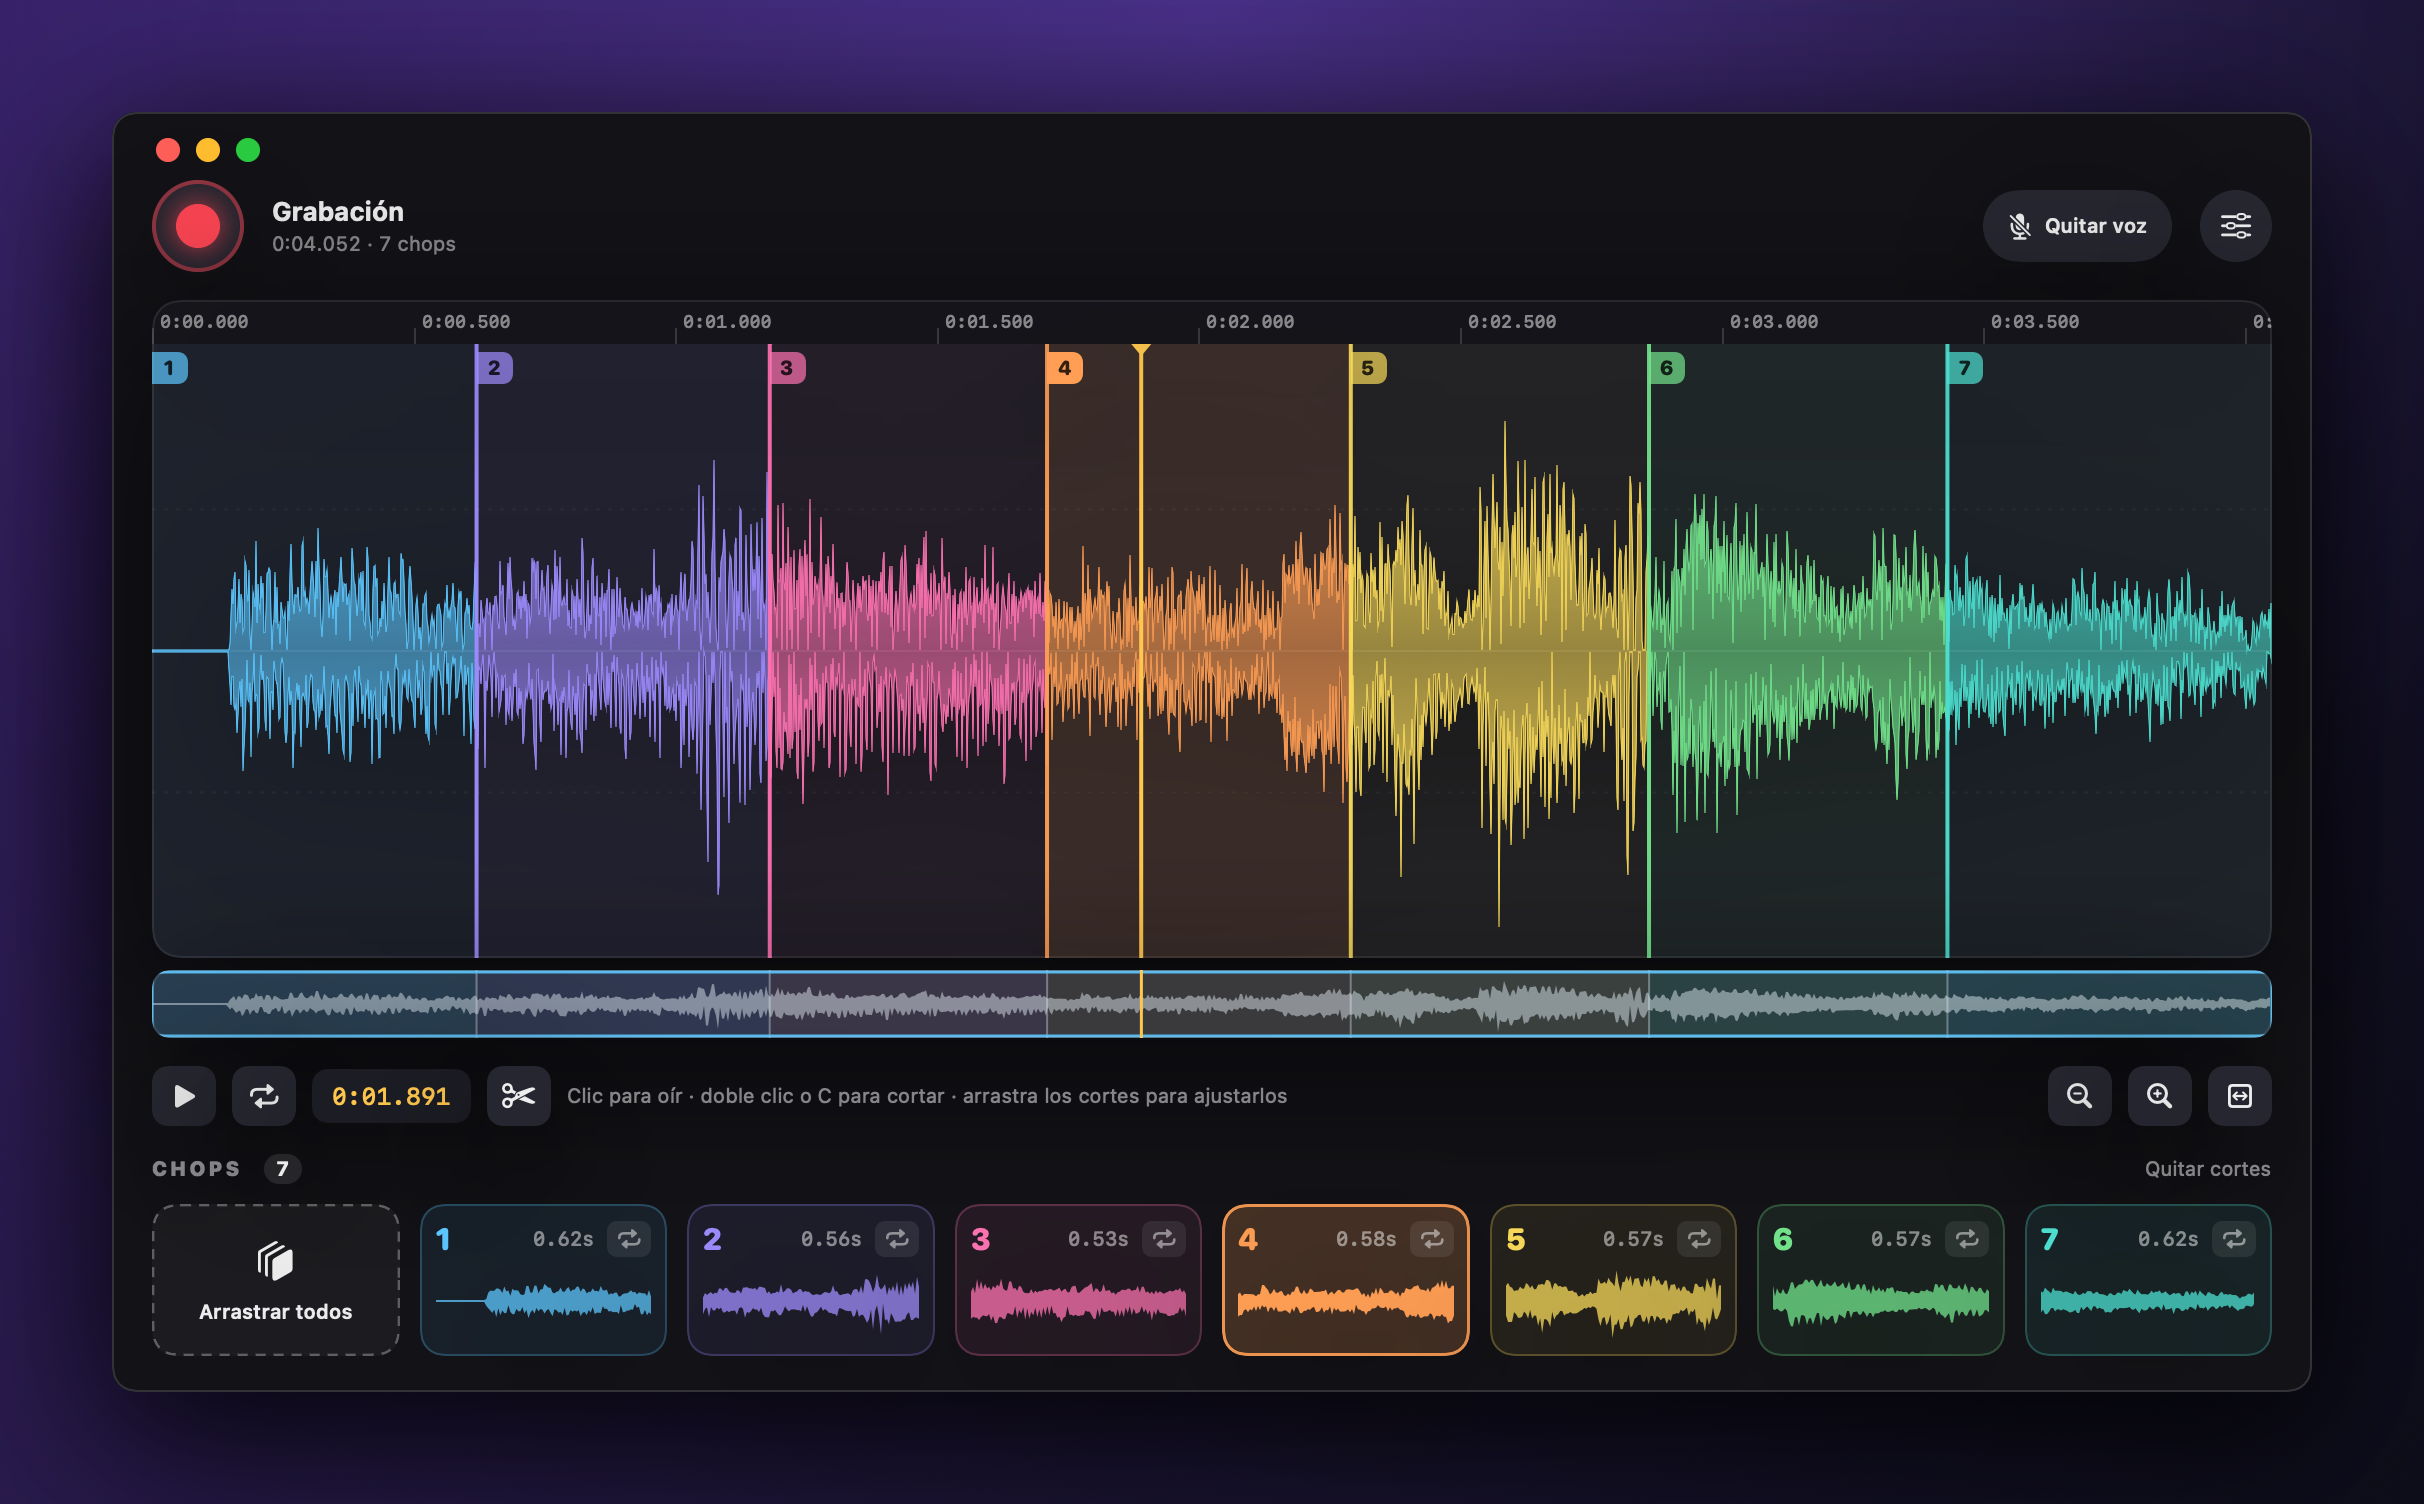 Grabación
0:04.052 · 7 chops
Quitar voz
0:00.000 0:00.500 0:01.000 0:01.500 0:02.000 0:02.500 0:03.000 0:03.500 0:
1 2 3 4 5 6 7
0:01.891
Clic para oír · doble clic o C para cortar · arrastra los cortes para ajustarlos
CHOPS 7
Quitar cortes
Arrastrar todos
1 0.62s
2 0.56s
3 0.53s
4 0.58s
5 0.57s
6 0.57s
7 0.62s